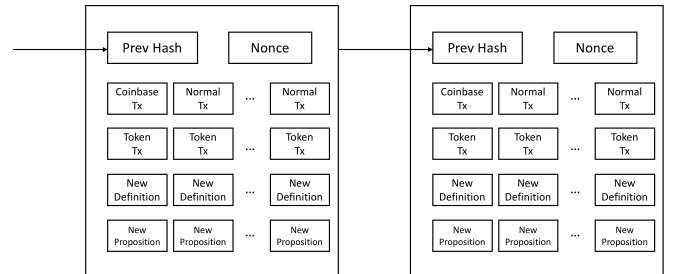 Prev Hash Nonce Prev Hash Nonce
Coinbase Tx Normal Tx ... Normal Tx Coinbase Tx Normal Tx ... Normal Tx
Token Tx Token Tx ... Token Tx Token Tx Token Tx ... Token Tx
New Definition New Definition ... New Definition New Definition New Definition ... New Definition
New Proposition New Proposition ... New Proposition New Proposition New Proposition ... New Proposition